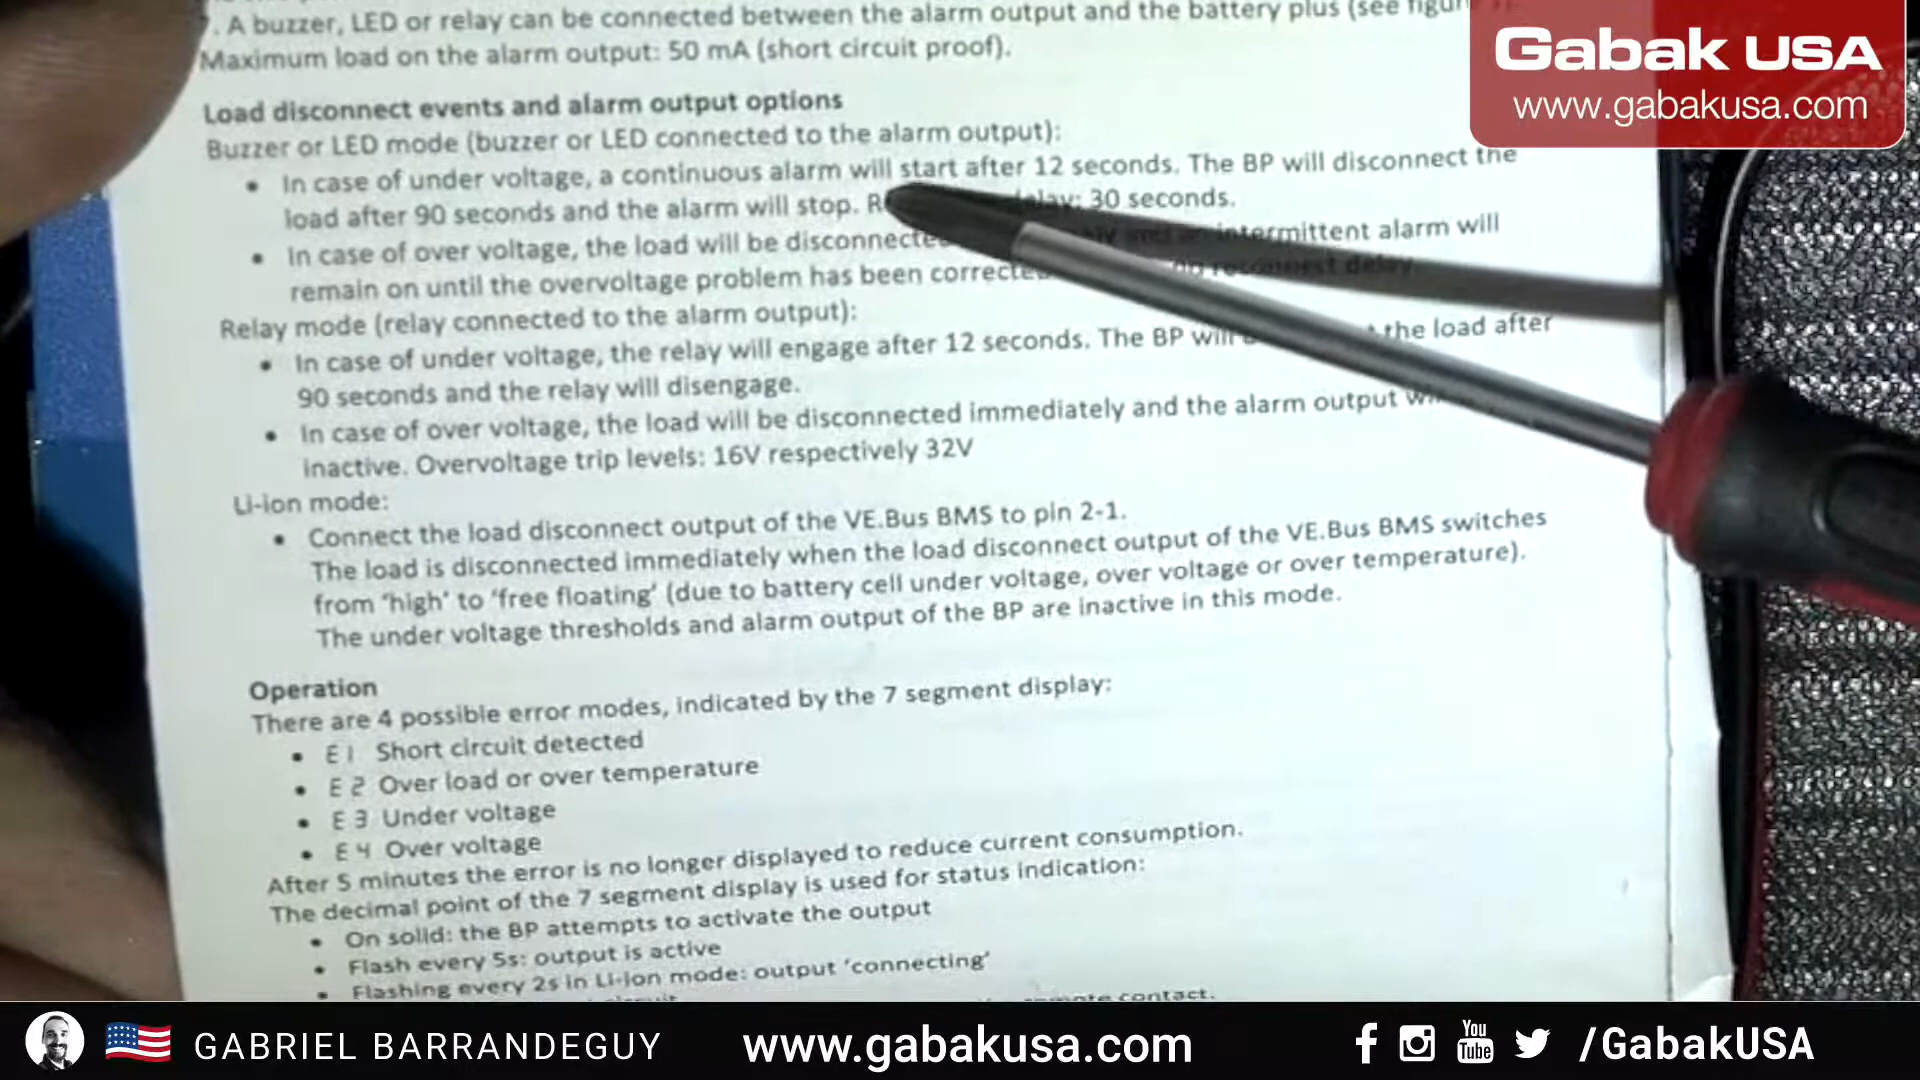 . A buzzer, LED or relay can be connected between the alarm output and the battery plus (see figur
Maximum load on the alarm output: 50 mA (short circuit proof).
Load disconnect events and alarm output options
Buzzer or LED mode (buzzer or LED connected to the alarm output):
• In case of under voltage, a continuous alarm will start after 12 seconds. The BP will disconnect the
load after 90 seconds and the alarm will stop. delay: 30 seconds.
• In case of over voltage, the load will be disconnecte intermittent alarm will
remain on until the overvoltage problem has been correcte no reconnect delay
Relay mode (relay connected to the alarm output):
• In case of under voltage, the relay will engage after 12 seconds. The BP will the load after
90 seconds and the relay will disengage.
• In case of over voltage, the load will be disconnected immediately and the alarm output
inactive. Overvoltage trip levels: 16V respectively 32V
Li-ion mode:
• Connect the load disconnect output of the VE.Bus BMS to pin 2-1.
The load is disconnected immediately when the load disconnect output of the VE.Bus BMS switches
from 'high' to 'free floating' (due to battery cell under voltage, over voltage or over temperature).
The under voltage thresholds and alarm output of the BP are inactive in this mode.
Operation
There are 4 possible error modes, indicated by the 7 segment display:
• E 1 Short circuit detected
• E 2 Over load or over temperature
• E 3 Under voltage
• E 4 Over voltage
After 5 minutes the error is no longer displayed to reduce current consumption.
The decimal point of the 7 segment display is used for status indication:
• On solid: the BP attempts to activate the output
• Flash every 5s: output is active
• Flashing every 2s in Li-ion mode: output 'connecting'
contact.
Gabak USA
www.gabakusa.com
GABRIEL BARRANDEGUY www.gabakusa.com You Tube /GabakUSA